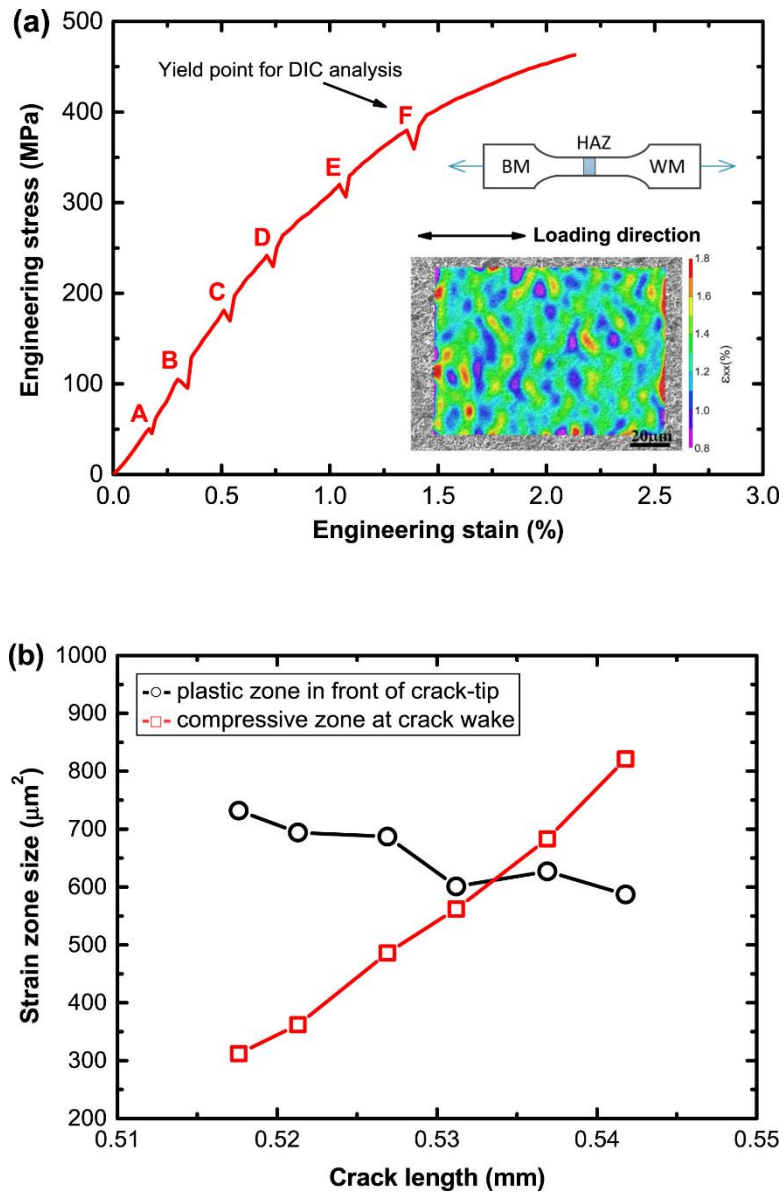 (a)
500
400
300
200
100
0
Engineering stress (MPa)
Yield point for DIC analysis
A
B
C
D
E
F
HAZ
BM
WM
Loading direction
1.8
1.6
1.4
1.2
1.0
0.8
εxx(%)
20μm
0.0 0.5 1.0 1.5 2.0 2.5 3.0
Engineering stain (%)
(b)
1000
900
800
700
600
500
400
300
200
Strain zone size (μm²)
plastic zone in front of crack-tip
compressive zone at crack wake
0.51 0.52 0.53 0.54 0.55
Crack length (mm)